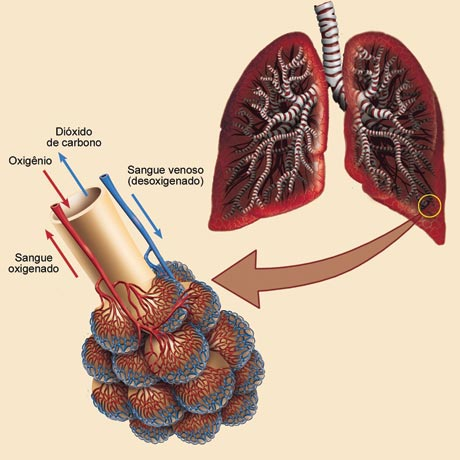 Dióxido
de carbono
Oxigênio
Sangue venoso
(desoxigenado)
Sangue
oxigenado